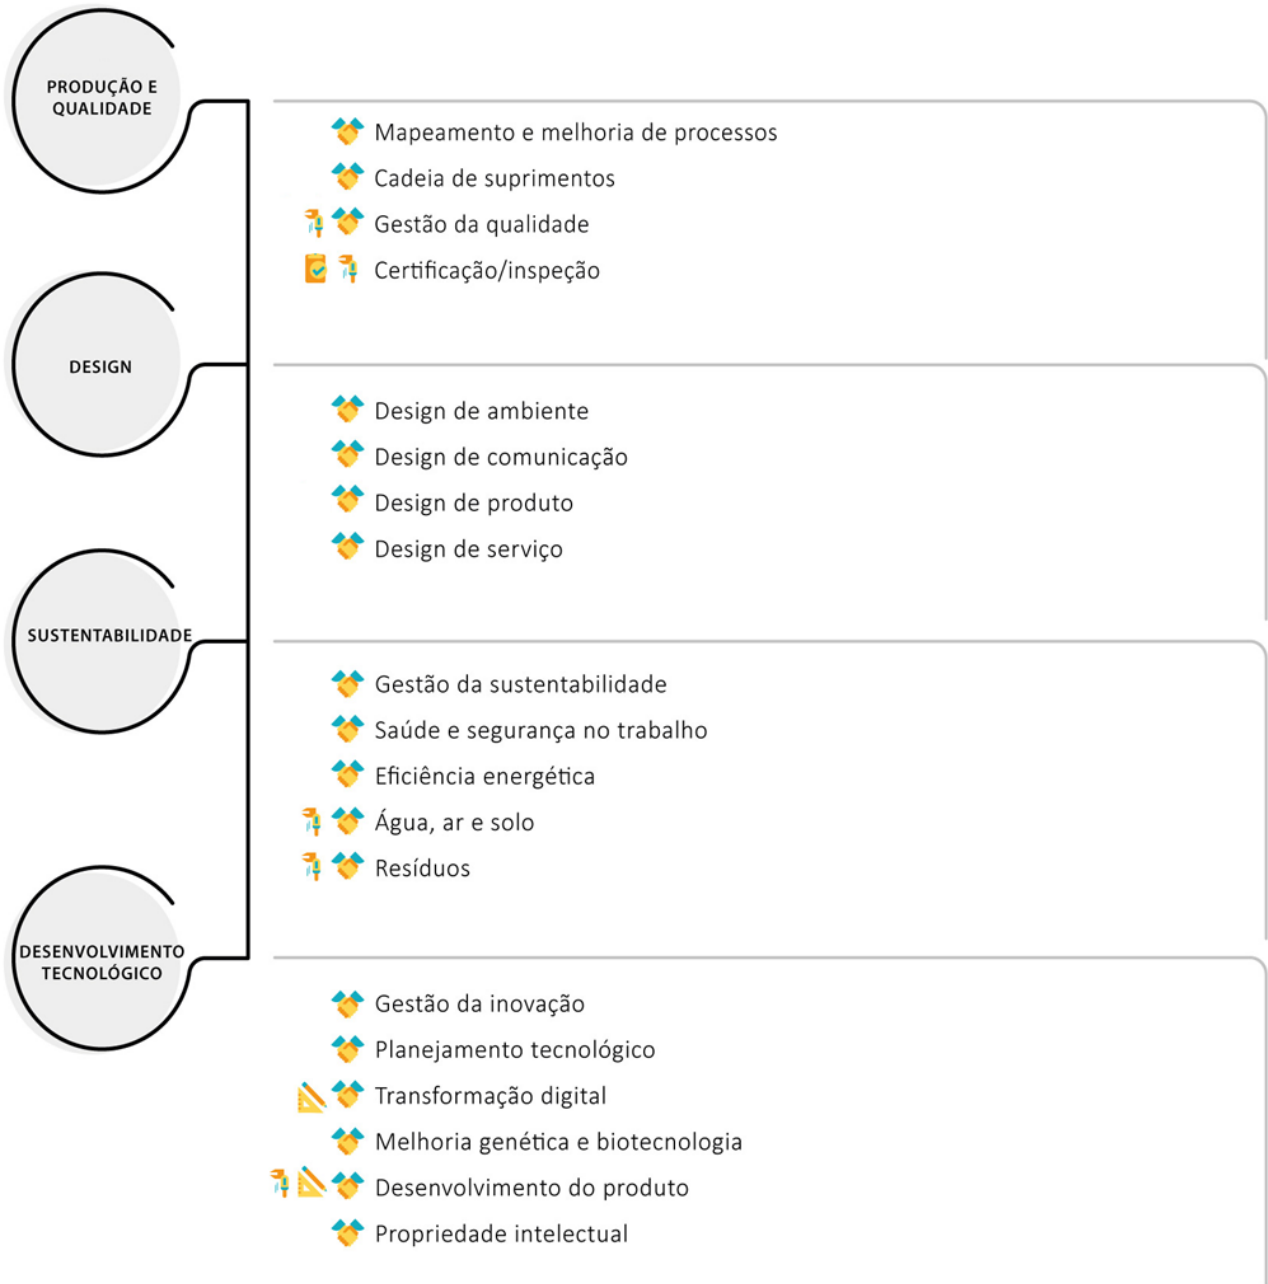 PRODUÇÃO E
QUALIDADE
Mapeamento e melhoria de processos
Cadeia de suprimentos
Gestão da qualidade
Certificação/inspeção
DESIGN
Design de ambiente
Design de comunicação
Design de produto
Design de serviço
SUSTENTABILIDADE
Gestão da sustentabilidade
Saúde e segurança no trabalho
Eficiência energética
Água, ar e solo
Resíduos
DESENVOLVIMENTO
TECNOLÓGICO
Gestão da inovação
Planejamento tecnológico
Transformação digital
Melhoria genética e biotecnologia
Desenvolvimento do produto
Propriedade intelectual